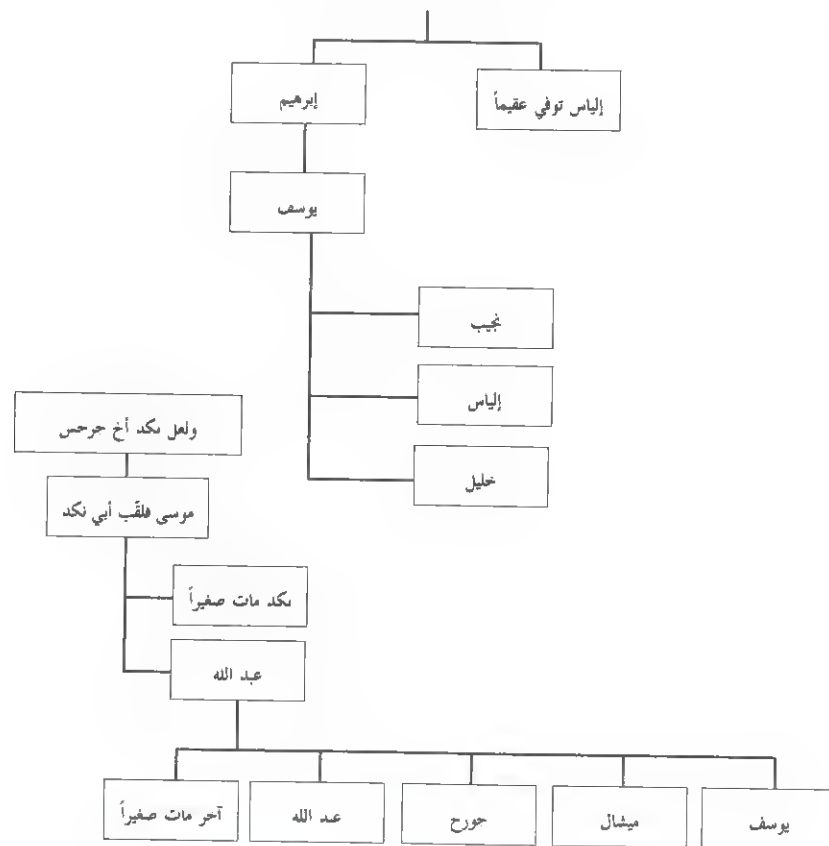 إلياس توفي عقيماً
إبرهيم
يوسف
نجيب
إلياس
خليل
ولعل نكد أخ جرجس
موسى فلقّب أبي نكد
نكد مات صغيراً
عبد الله
يوسف
ميشال
جورج
عبد الله
آخر مات صغيراً